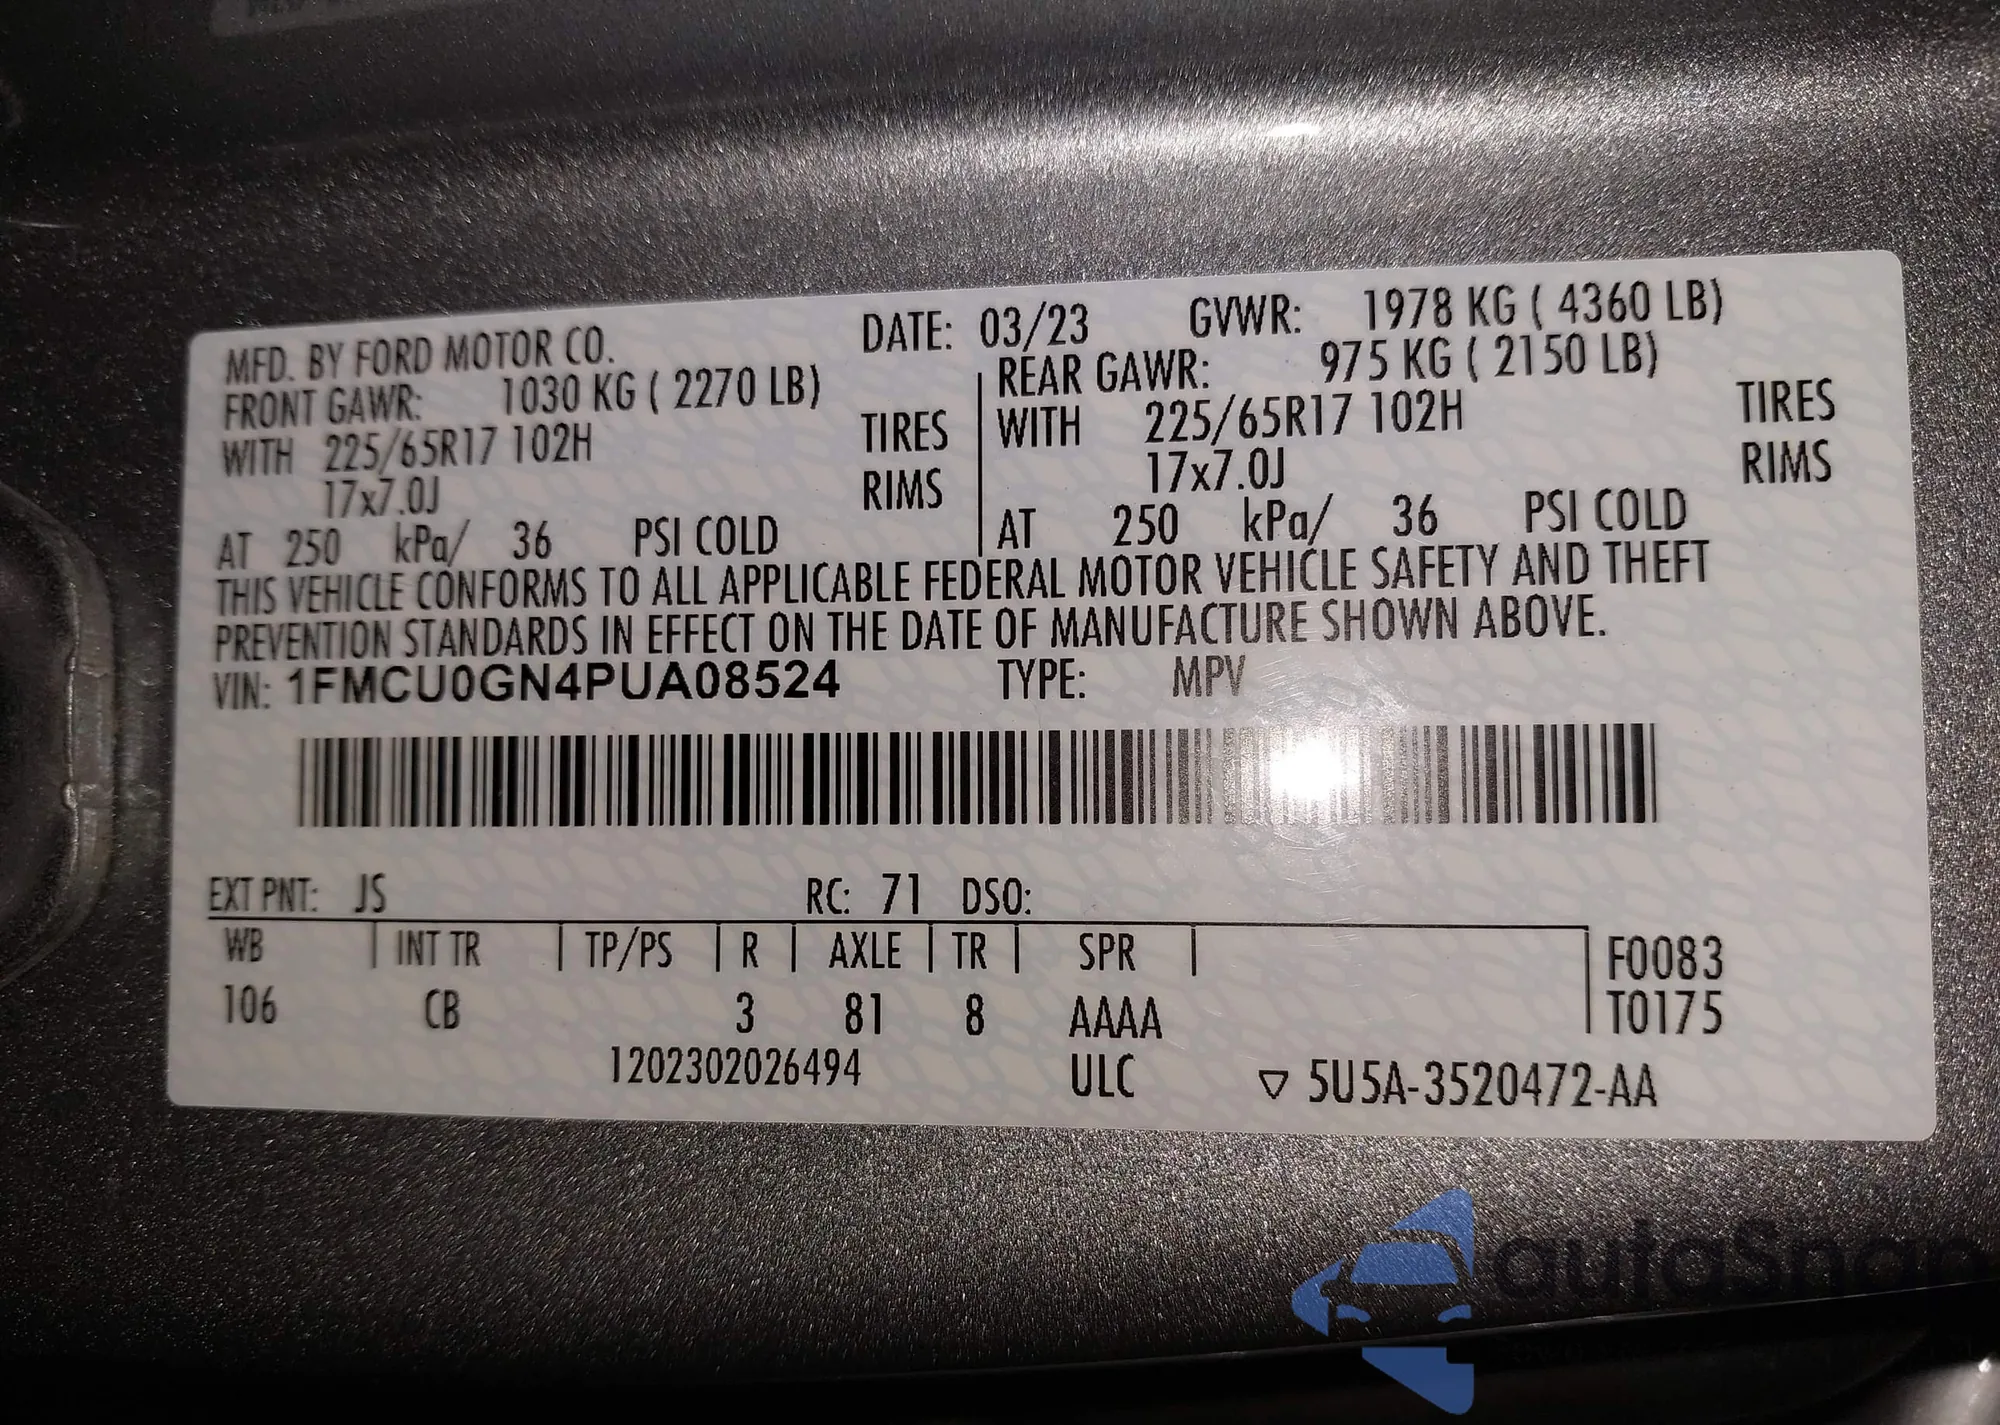 MFD. BY FORD MOTOR CO. DATE: 03/23 GVWR: 1978 KG ( 4360 LB)
FRONT GAWR: 1030 KG ( 2270 LB) REAR GAWR: 975 KG ( 2150 LB)
WITH 225/65R17 102H TIRES WITH 225/65R17 102H TIRES
17x7.0J RIMS 17x7.0J RIMS
AT 250 kPa/ 36 PSI COLD AT 250 kPa/ 36 PSI COLD
THIS VEHICLE CONFORMS TO ALL APPLICABLE FEDERAL MOTOR VEHICLE SAFETY AND THEFT
PREVENTION STANDARDS IN EFFECT ON THE DATE OF MANUFACTURE SHOWN ABOVE.
VIN: 1FMCU0GN4PUA08524 TYPE: MPV
EXT PNT: JS RC: 71 DSO:
WB INT TR TP/PS R AXLE TR SPR F0083
106 CB 3 81 8 AAAA T0175
1202302026494 ULC ▽ 5U5A-3520472-AA
autoSnap